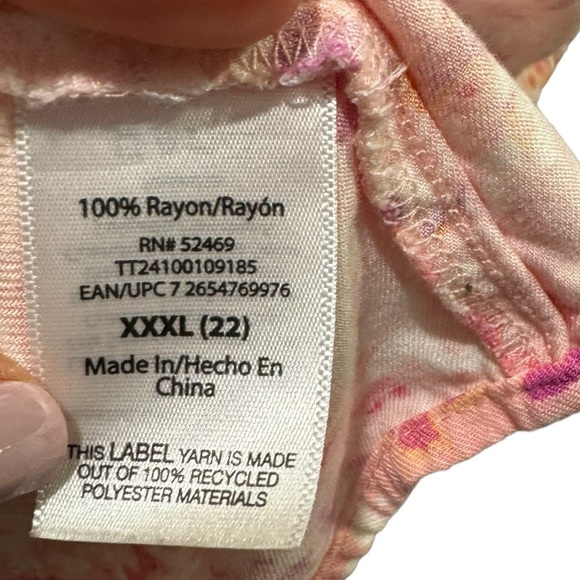 100% Rayon/Rayón
RN# 52469
TT24100109185
EAN/UPC 7 2654769976
XXXL (22)
Made In/Hecho En
China
THIS LABEL YARN IS MADE
OUT OF 100% RECYCLED
POLYESTER MATERIALS